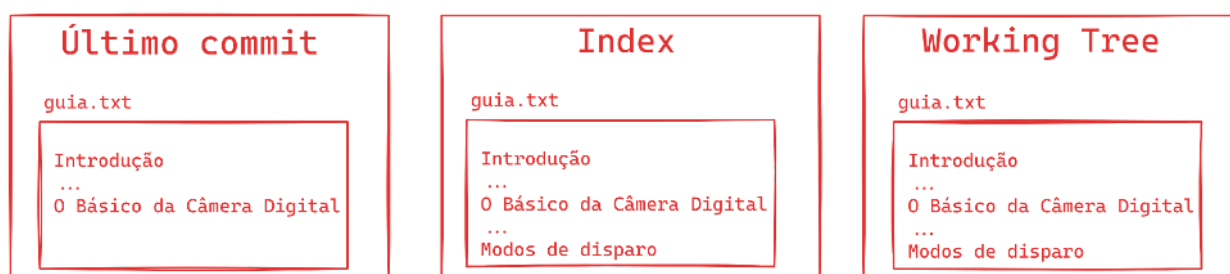 Último commit
guia.txt
Introdução
...
O Básico da Câmera Digital
Index
guia.txt
Introdução
...
O Básico da Câmera Digital
...
Modos de disparo
Working Tree
guia.txt
Introdução
...
O Básico da Câmera Digital
...
Modos de disparo